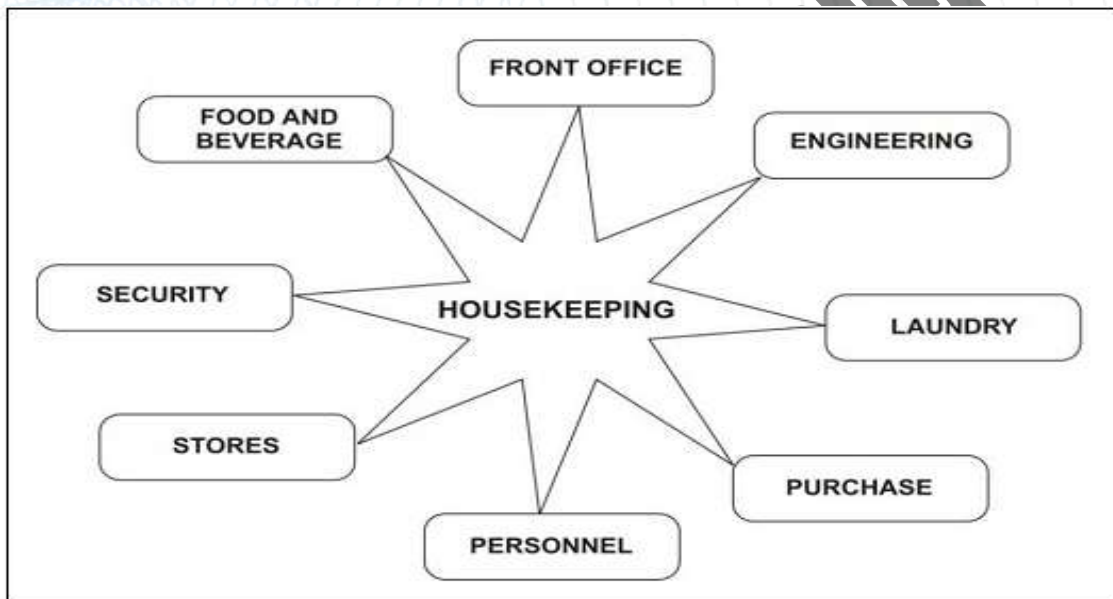 FRONT OFFICE
FOOD AND
BEVERAGE
ENGINEERING
SECURITY
HOUSEKEEPING
LAUNDRY
STORES
PURCHASE
PERSONNEL